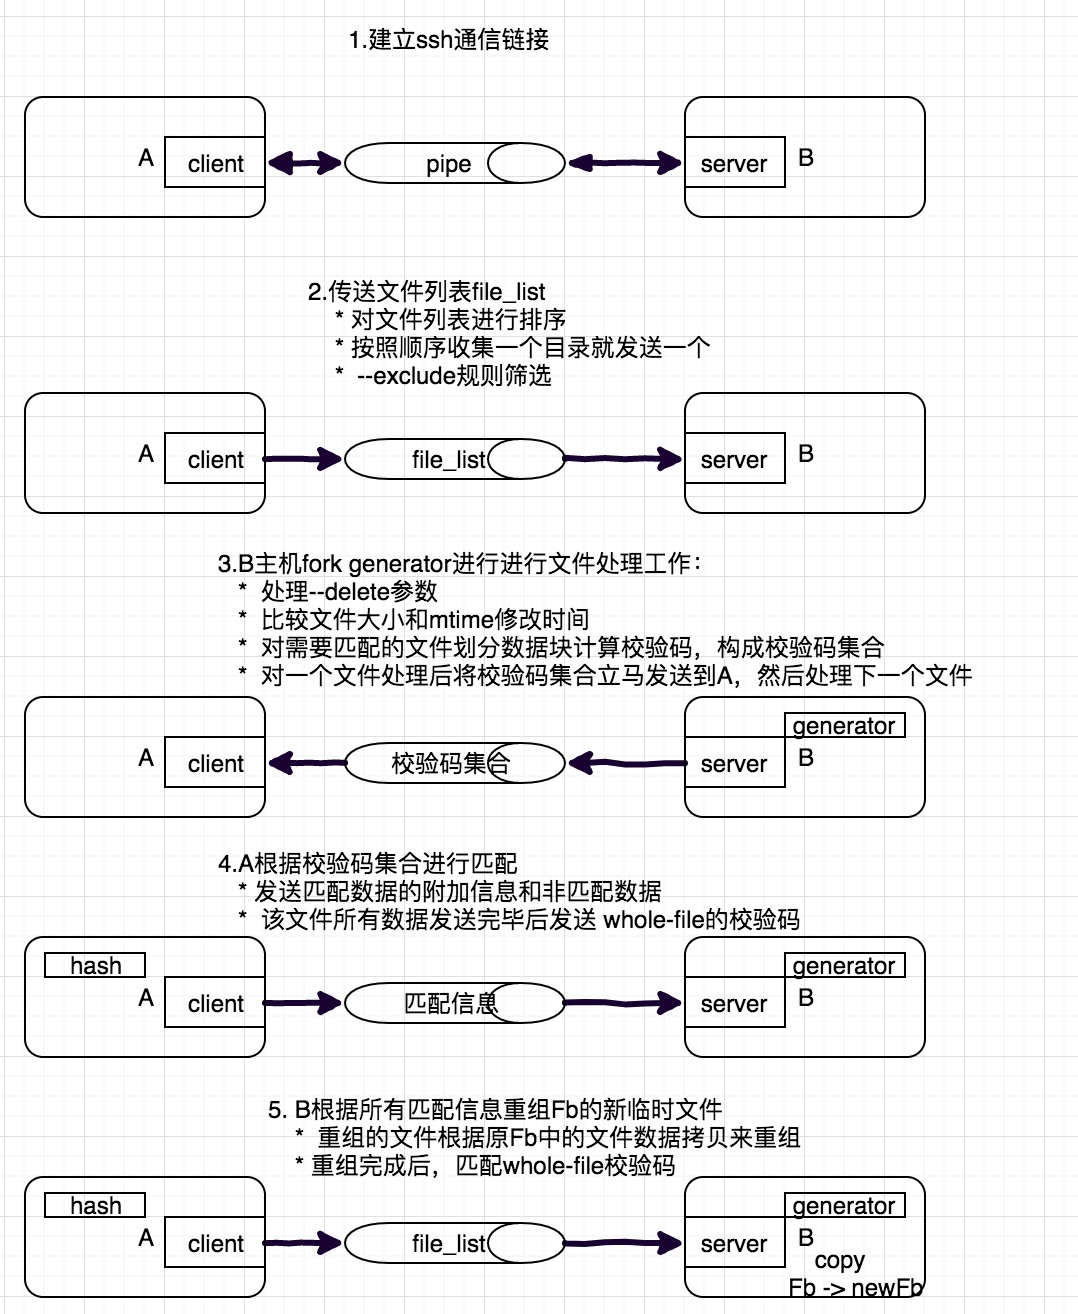 1.建立ssh通信链接
A
client
pipe
server
B
2.传送文件列表file_list
* 对文件列表进行排序
* 按照顺序收集一个目录就发送一个
* --exclude规则筛选
A
client
file_list
server
B
3.B主机fork generator进行进行文件处理工作：
* 处理--delete参数
* 比较文件大小和mtime修改时间
* 对需要匹配的文件划分数据块计算校验码，构成校验码集合
* 对一个文件处理后将校验码集合立马发送到A，然后处理下一个文件
generator
A
client
校验码集合
server
B
4.A根据校验码集合进行匹配
* 发送匹配数据的附加信息和非匹配数据
* 该文件所有数据发送完毕后发送 whole-file的校验码
hash
generator
A
client
匹配信息
server
B
5. B根据所有匹配信息重组Fb的新临时文件
* 重组的文件根据原Fb中的文件数据拷贝来重组
* 重组完成后，匹配whole-file校验码
hash
generator
A
client
file_list
server
B
copy
Fb -> newFb